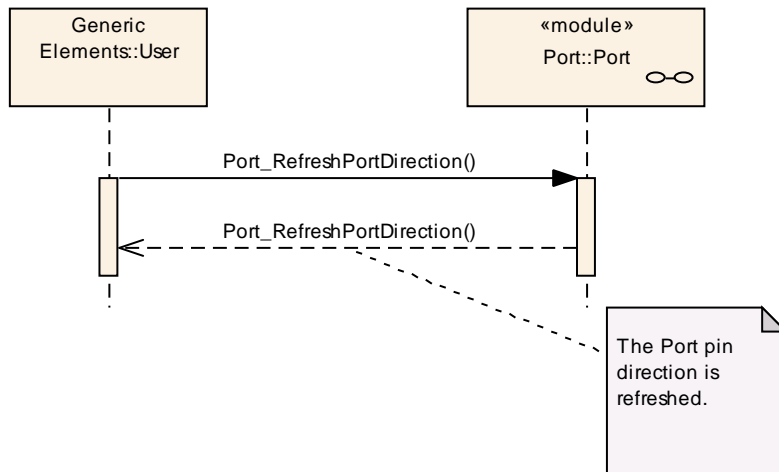 Generic
Elements::User
«module»
Port::Port
Port_RefreshPortDirection()
Port_RefreshPortDirection()
The Port pin
direction is
refreshed.